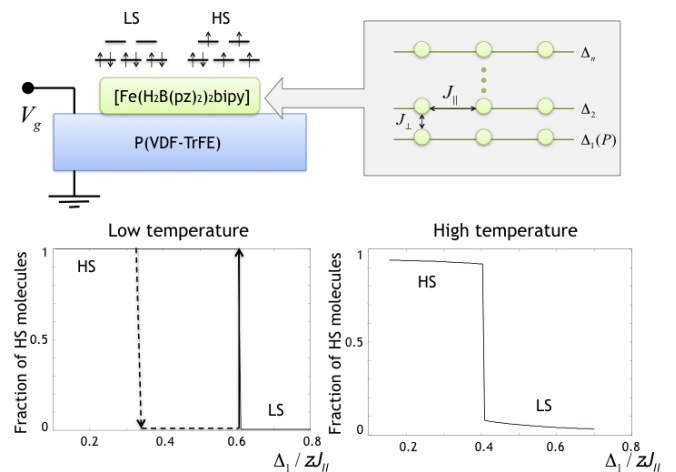 LS
HS
[Fe(H₂B(pz)₂)₂bipy]
V_g
P(VDF-TrFE)
Δ_n
J_∥
Δ_2
J_⊥
Δ_1(P)
Low temperature
High temperature
Fraction of HS molecules
1
0.5
0
HS
LS
0.2
0.4
0.6
0.8
Δ_1 / zJ_∥
Fraction of HS molecules
1
0.5
0
HS
LS
0.2
0.4
0.6
0.8
Δ_1 / zJ_∥